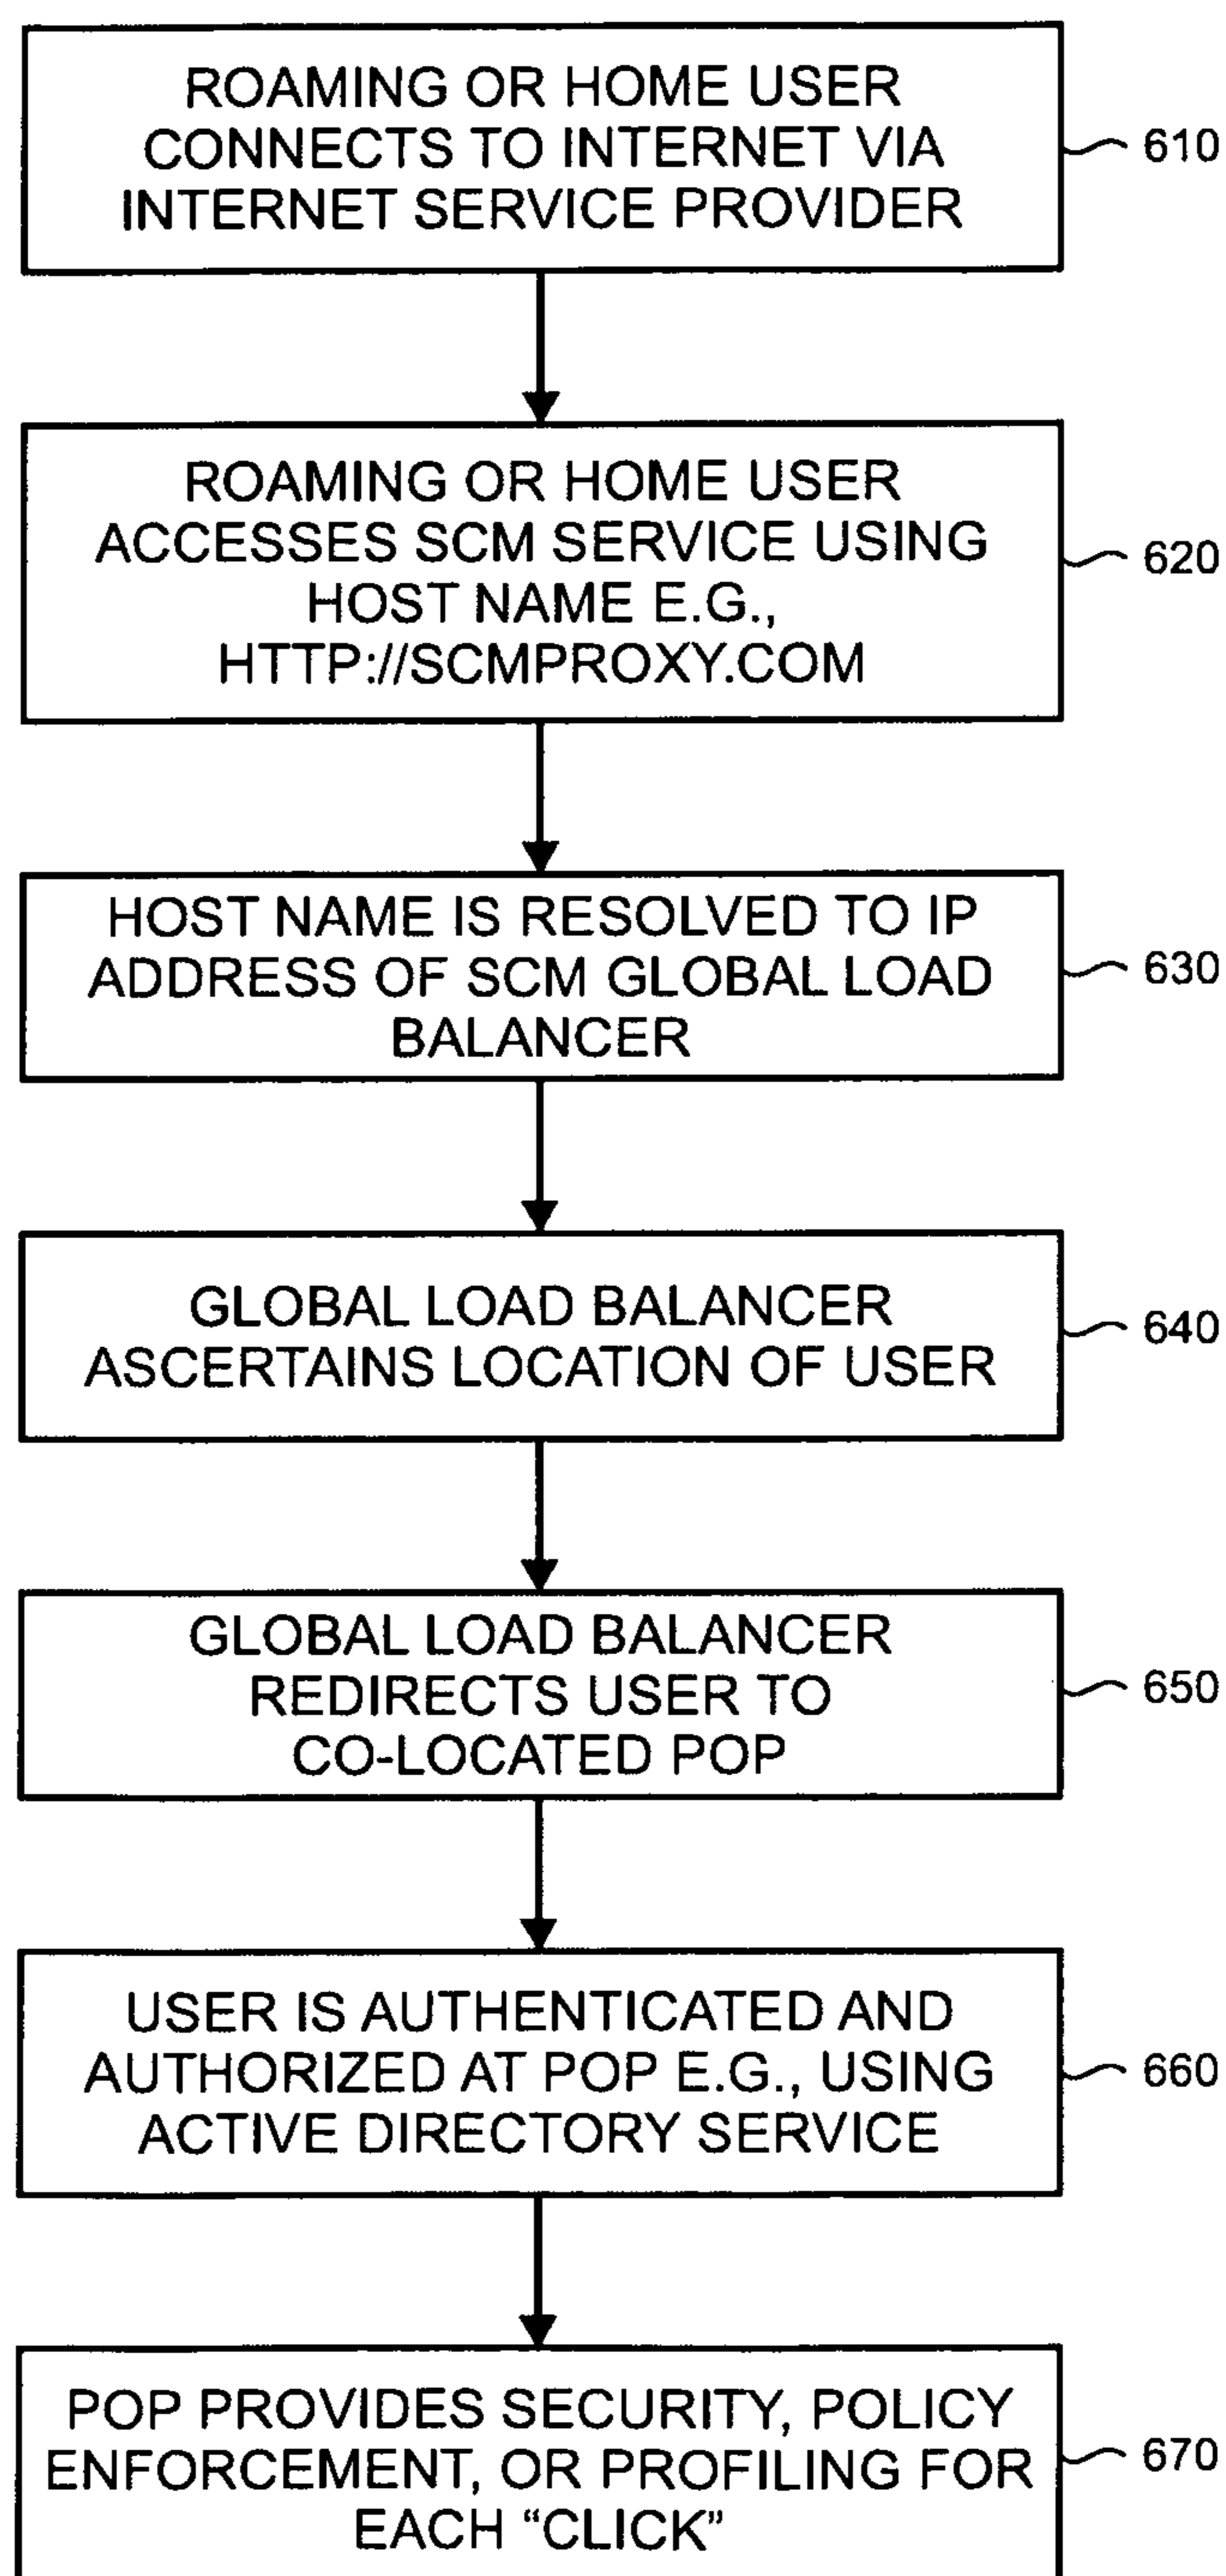 ROAMING OR HOME USER
CONNECTS TO INTERNET VIA
INTERNET SERVICE PROVIDER
610
ROAMING OR HOME USER
ACCESSES SCM SERVICE USING
HOST NAME E.G.,
HTTP://SCMPROXY.COM
620
HOST NAME IS RESOLVED TO IP
ADDRESS OF SCM GLOBAL LOAD
BALANCER
630
GLOBAL LOAD BALANCER
ASCERTAINS LOCATION OF USER
640
GLOBAL LOAD BALANCER
REDIRECTS USER TO
CO-LOCATED POP
650
USER IS AUTHENTICATED AND
AUTHORIZED AT POP E.G., USING
ACTIVE DIRECTORY SERVICE
660
POP PROVIDES SECURITY, POLICY
ENFORCEMENT, OR PROFILING FOR
EACH “CLICK”
670